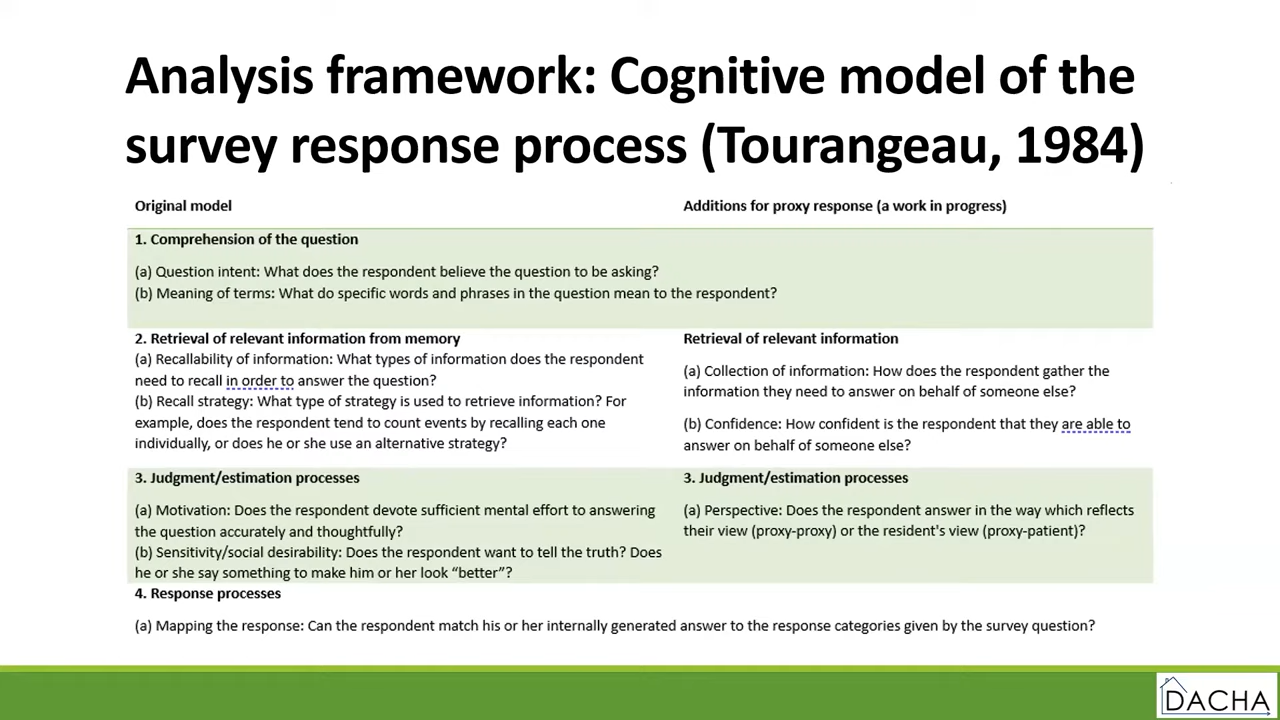 Analysis framework: Cognitive model of the
survey response process (Tourangeau, 1984)
Original model
Additions for proxy response (a work in progress)
1. Comprehension of the question
(a) Question intent: What does the respondent believe the question to be asking?
(b) Meaning of terms: What do specific words and phrases in the question mean to the respondent?
2. Retrieval of relevant information from memory
(a) Recallability of information: What types of information does the respondent
need to recall in order to answer the question?
(b) Recall strategy: What type of strategy is used to retrieve information? For
example, does the respondent tend to count events by recalling each one
individually, or does he or she use an alternative strategy?
Retrieval of relevant information
(a) Collection of information: How does the respondent gather the
information they need to answer on behalf of someone else?
(b) Confidence: How confident is the respondent that they are able to
answer on behalf of someone else?
3. Judgment/estimation processes
(a) Motivation: Does the respondent devote sufficient mental effort to answering
the question accurately and thoughtfully?
(b) Sensitivity/social desirability: Does the respondent want to tell the truth? Does
he or she say something to make him or her look “better”?
3. Judgment/estimation processes
(a) Perspective: Does the respondent answer in the way which reflects
their view (proxy-proxy) or the resident's view (proxy-patient)?
4. Response processes
(a) Mapping the response: Can the respondent match his or her internally generated answer to the response categories given by the survey question?
DACHA